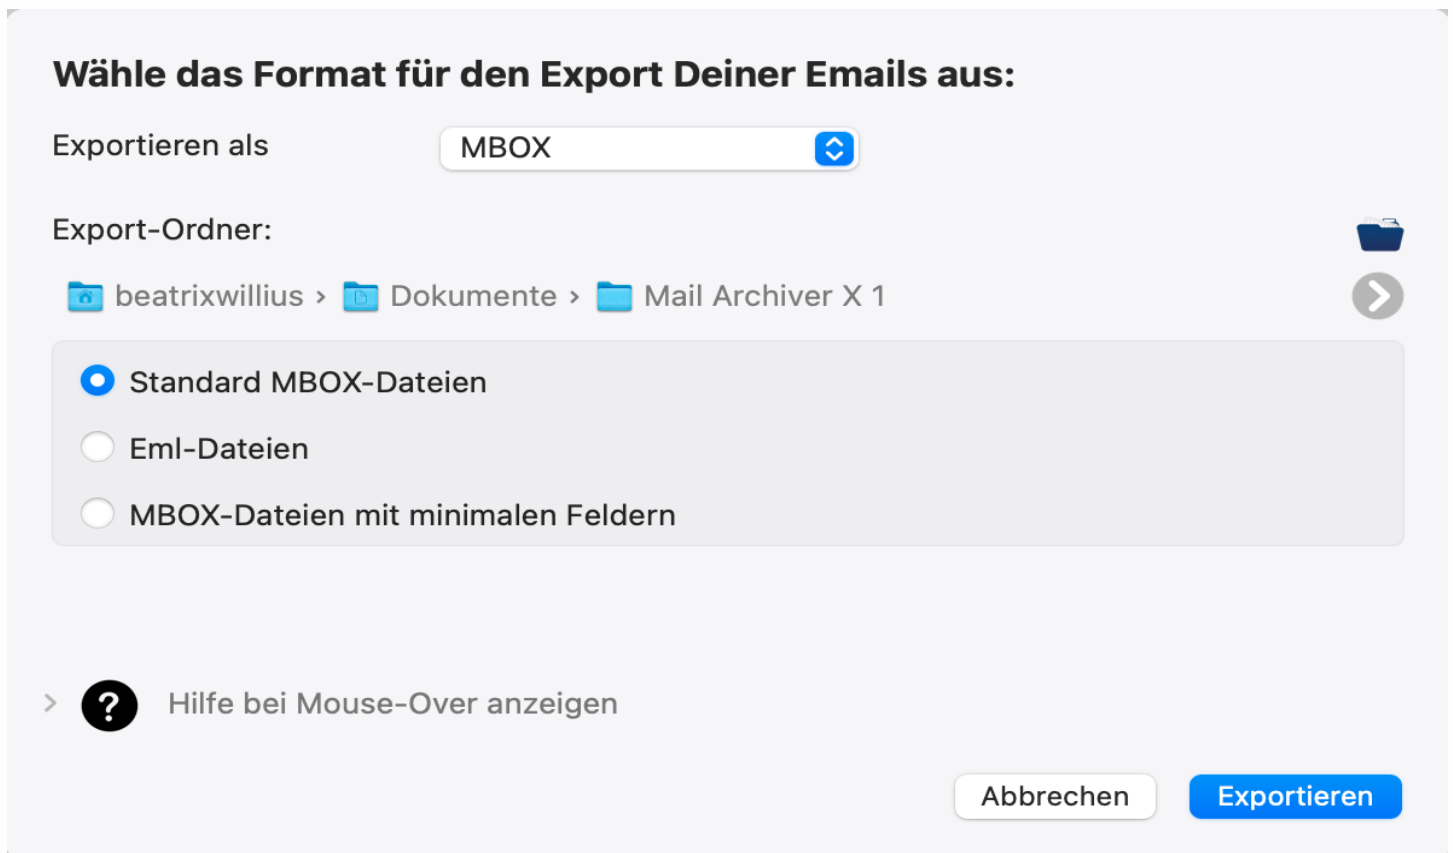 Wähle das Format für den Export Deiner Emails aus:
Exportieren als MBOX
Export-Ordner:
beatrixwillius › Dokumente › Mail Archiver X 1
Standard MBOX-Dateien
Eml-Dateien
MBOX-Dateien mit minimalen Feldern
? Hilfe bei Mouse-Over anzeigen
Abbrechen Exportieren